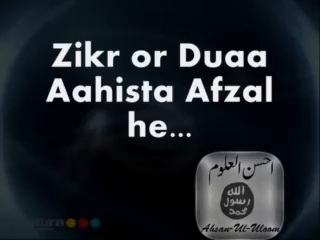 Zikr or Duaa
Aahista Afzal
he...
احسن العلوم
الله
رسول
محمد
Ahsan-Ul-Uloom